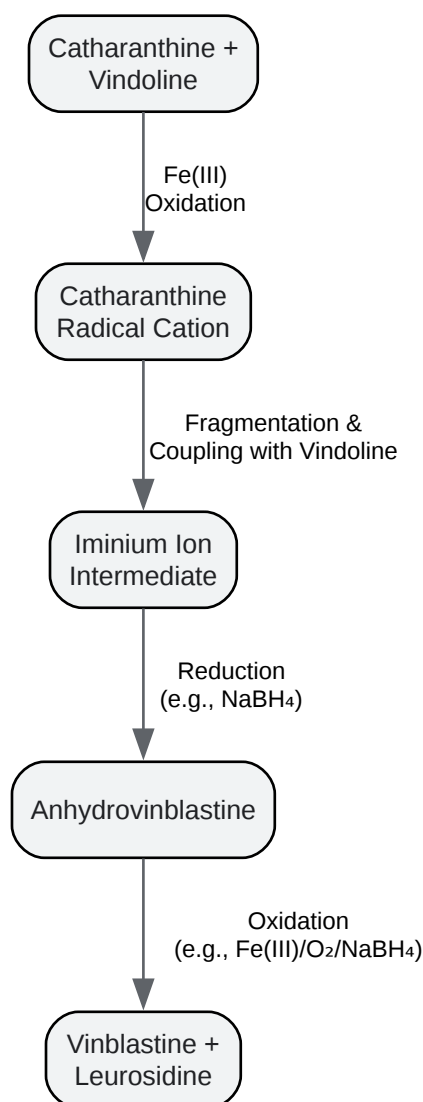 Catharanthine +
Vindoline
Fe(III)
Oxidation
Catharanthine
Radical Cation
Fragmentation &
Coupling with Vindoline
Iminium Ion
Intermediate
Reduction
(e.g., NaBH₄)
Anhydrovinblastine
Oxidation
(e.g., Fe(III)/O₂/NaBH₄)
Vinblastine +
Leurosidine